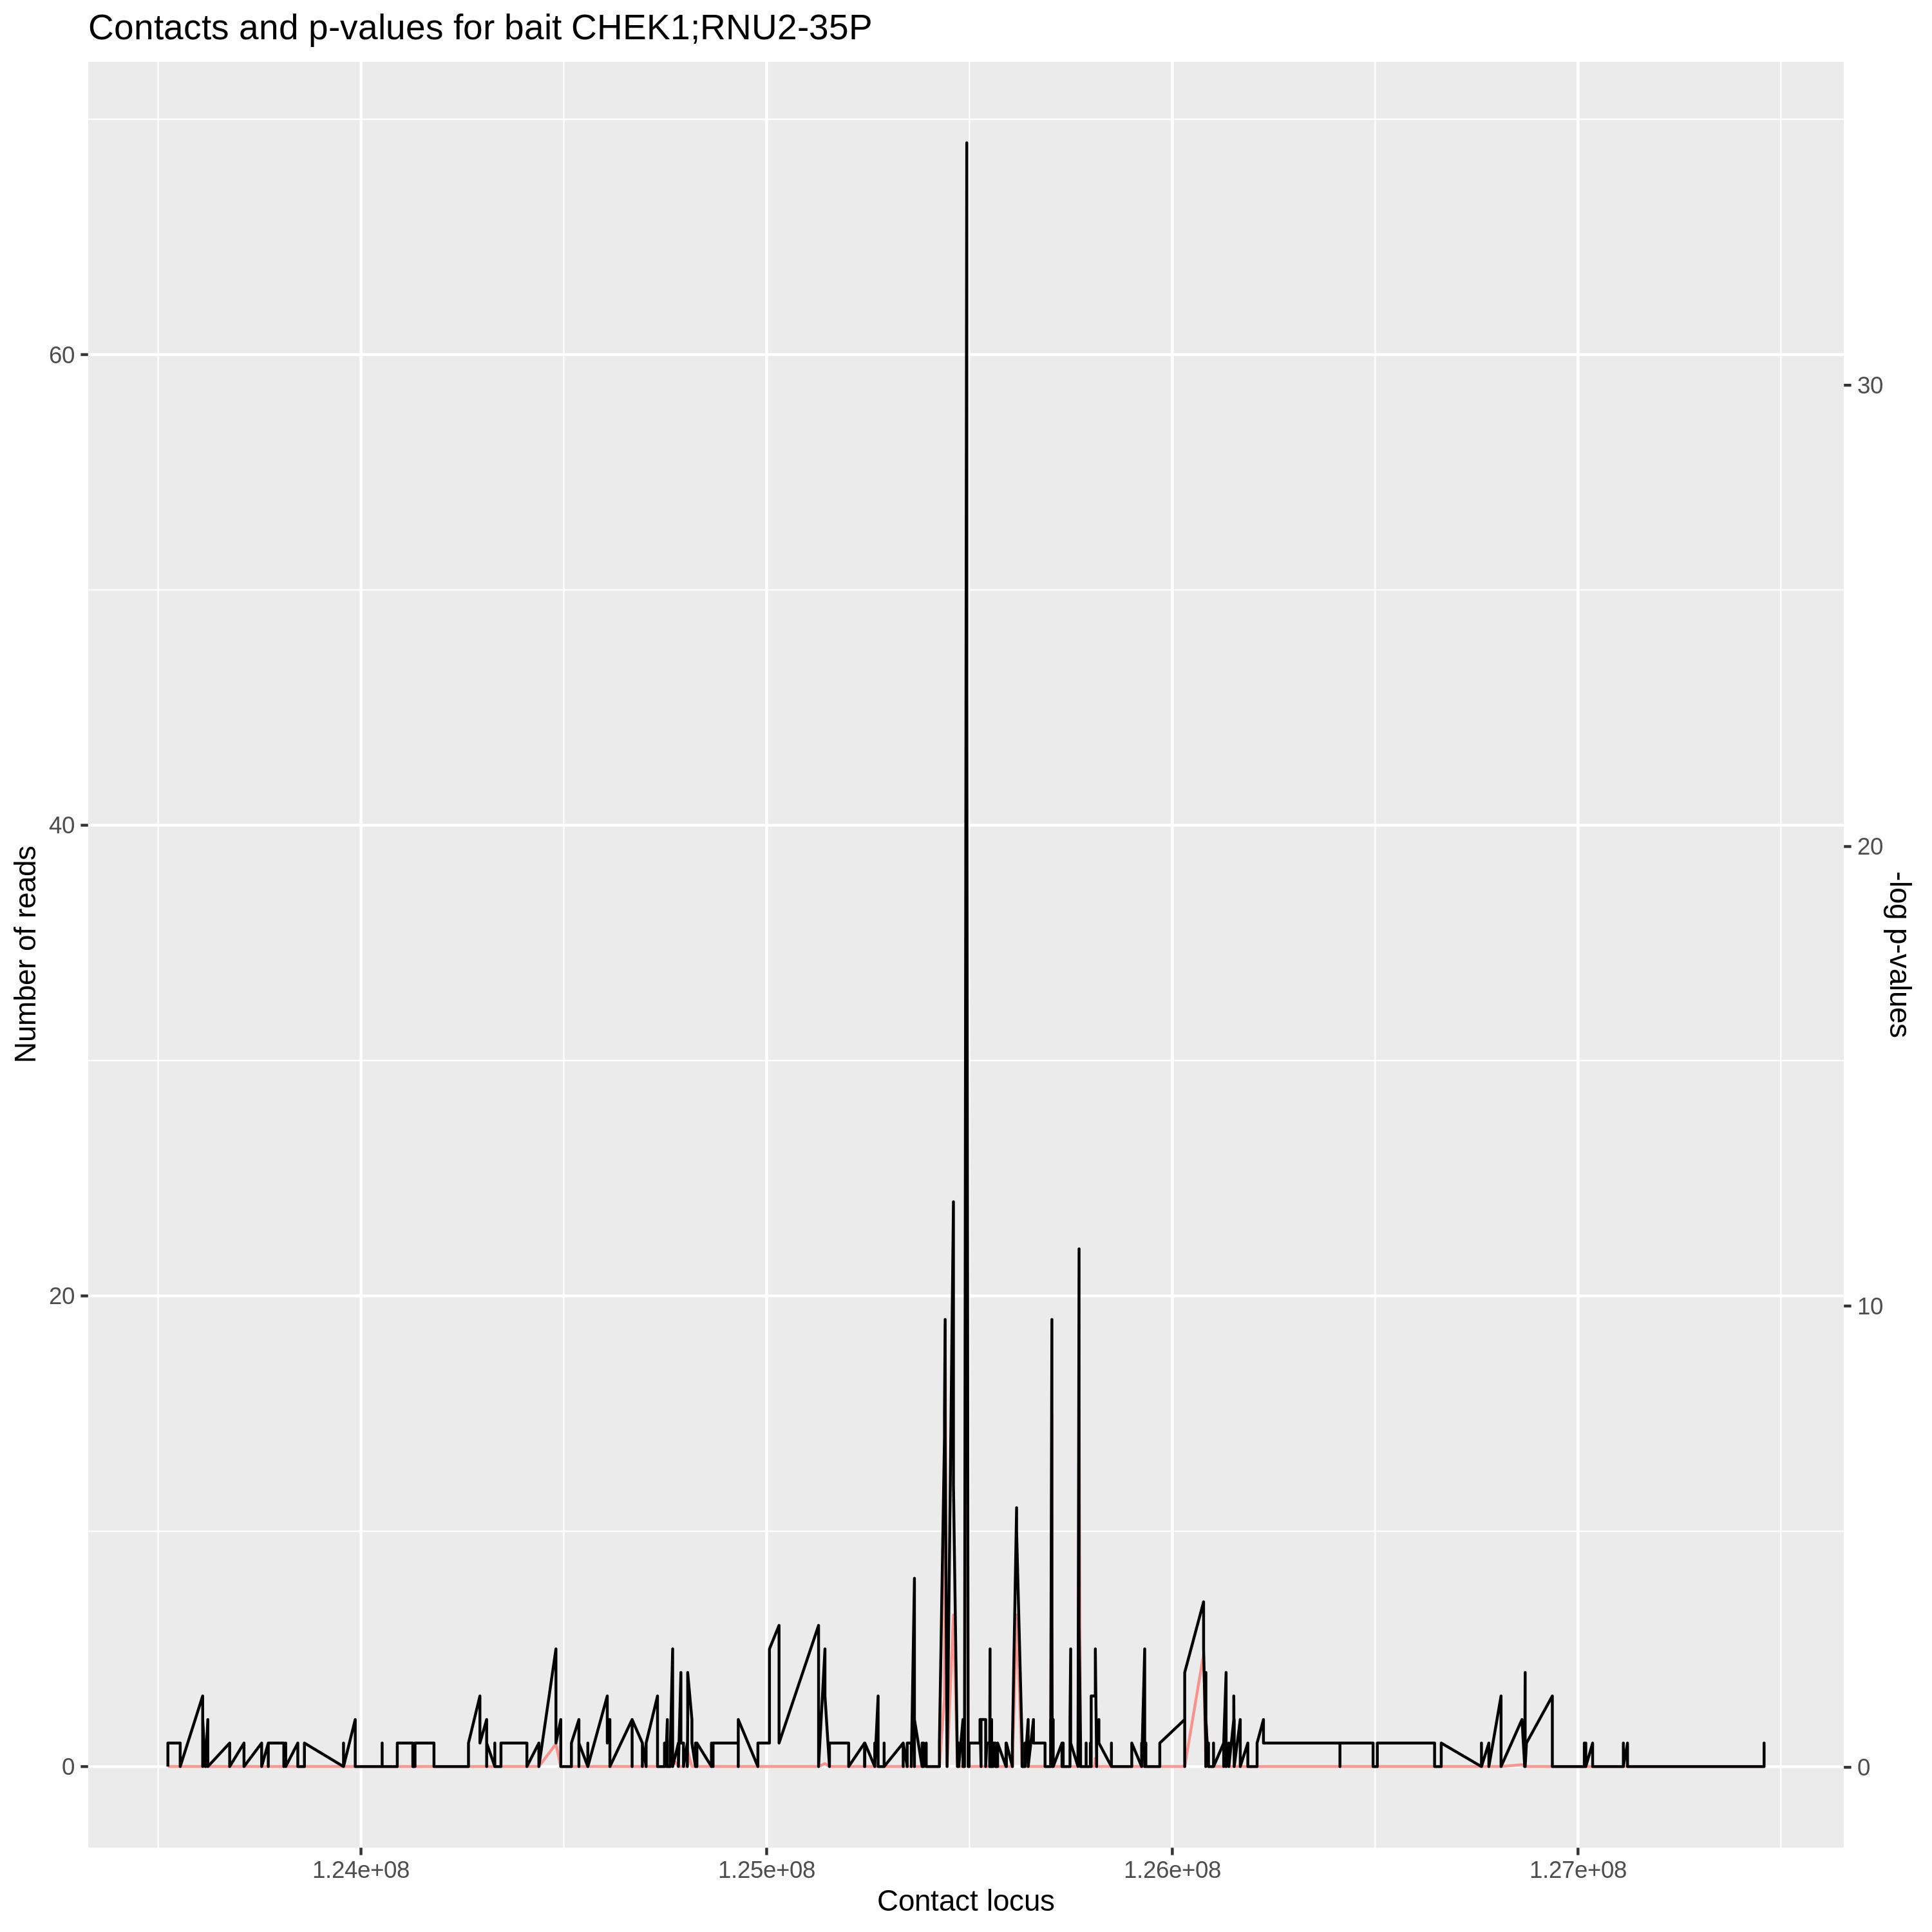 Contacts and p-values for bait CHEK1;RNU2-35P
60
40
20
0
30
20
10
0
Number of reads
-log p-values
1.24e+08
1.25e+08
1.26e+08
1.27e+08
Contact locus